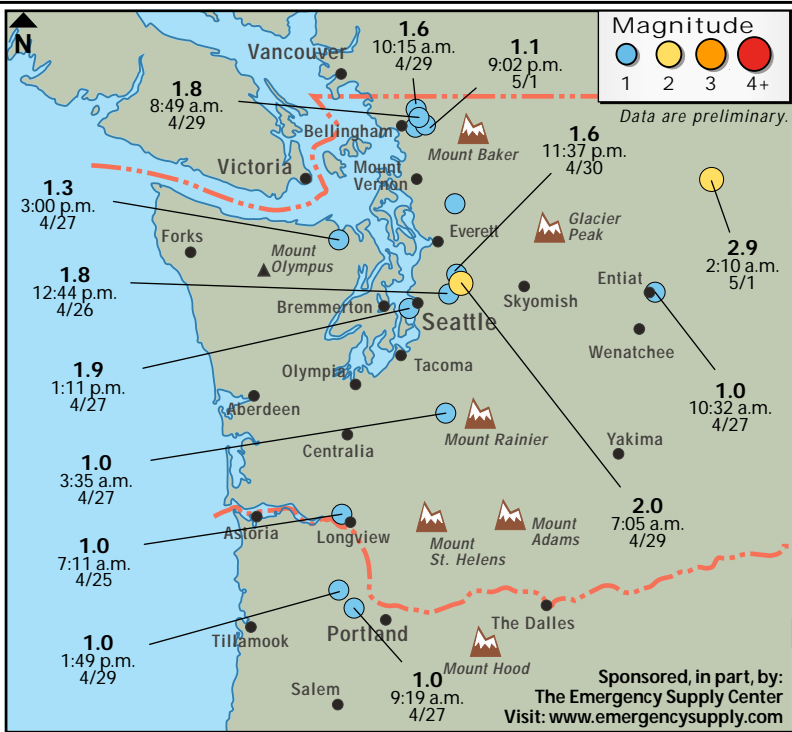 N
Magnitude
1 2 3 4+
Data are preliminary.
1.6
10:15 a.m.
4/29
1.1
9:02 p.m.
5/1
1.8
8:49 a.m.
4/29
1.6
11:37 p.m.
4/30
1.3
3:00 p.m.
4/27
2.9
2:10 a.m.
5/1
1.8
12:44 p.m.
4/26
1.9
1:11 p.m.
4/27
1.0
10:32 a.m.
4/27
1.0
3:35 a.m.
4/27
2.0
7:05 a.m.
4/29
1.0
7:11 a.m.
4/25
1.0
1:49 p.m.
4/29
1.0
9:19 a.m.
4/27
Vancouver
Bellingham
Mount Baker
Victoria
Mount
Vernon
Forks
Mount
Olympus
Everett
Glacier
Peak
Entiat
Bremmerton
Seattle
Skyomish
Wenatchee
Olympia
Tacoma
Aberdeen
Centralia
Mount Rainier
Yakima
Astoria
Longview
Mount
St. Helens
Mount
Adams
Tillamook
Portland
The Dalles
Mount Hood
Salem
Sponsored, in part, by:
The Emergency Supply Center
Visit: www.emergencysupply.com